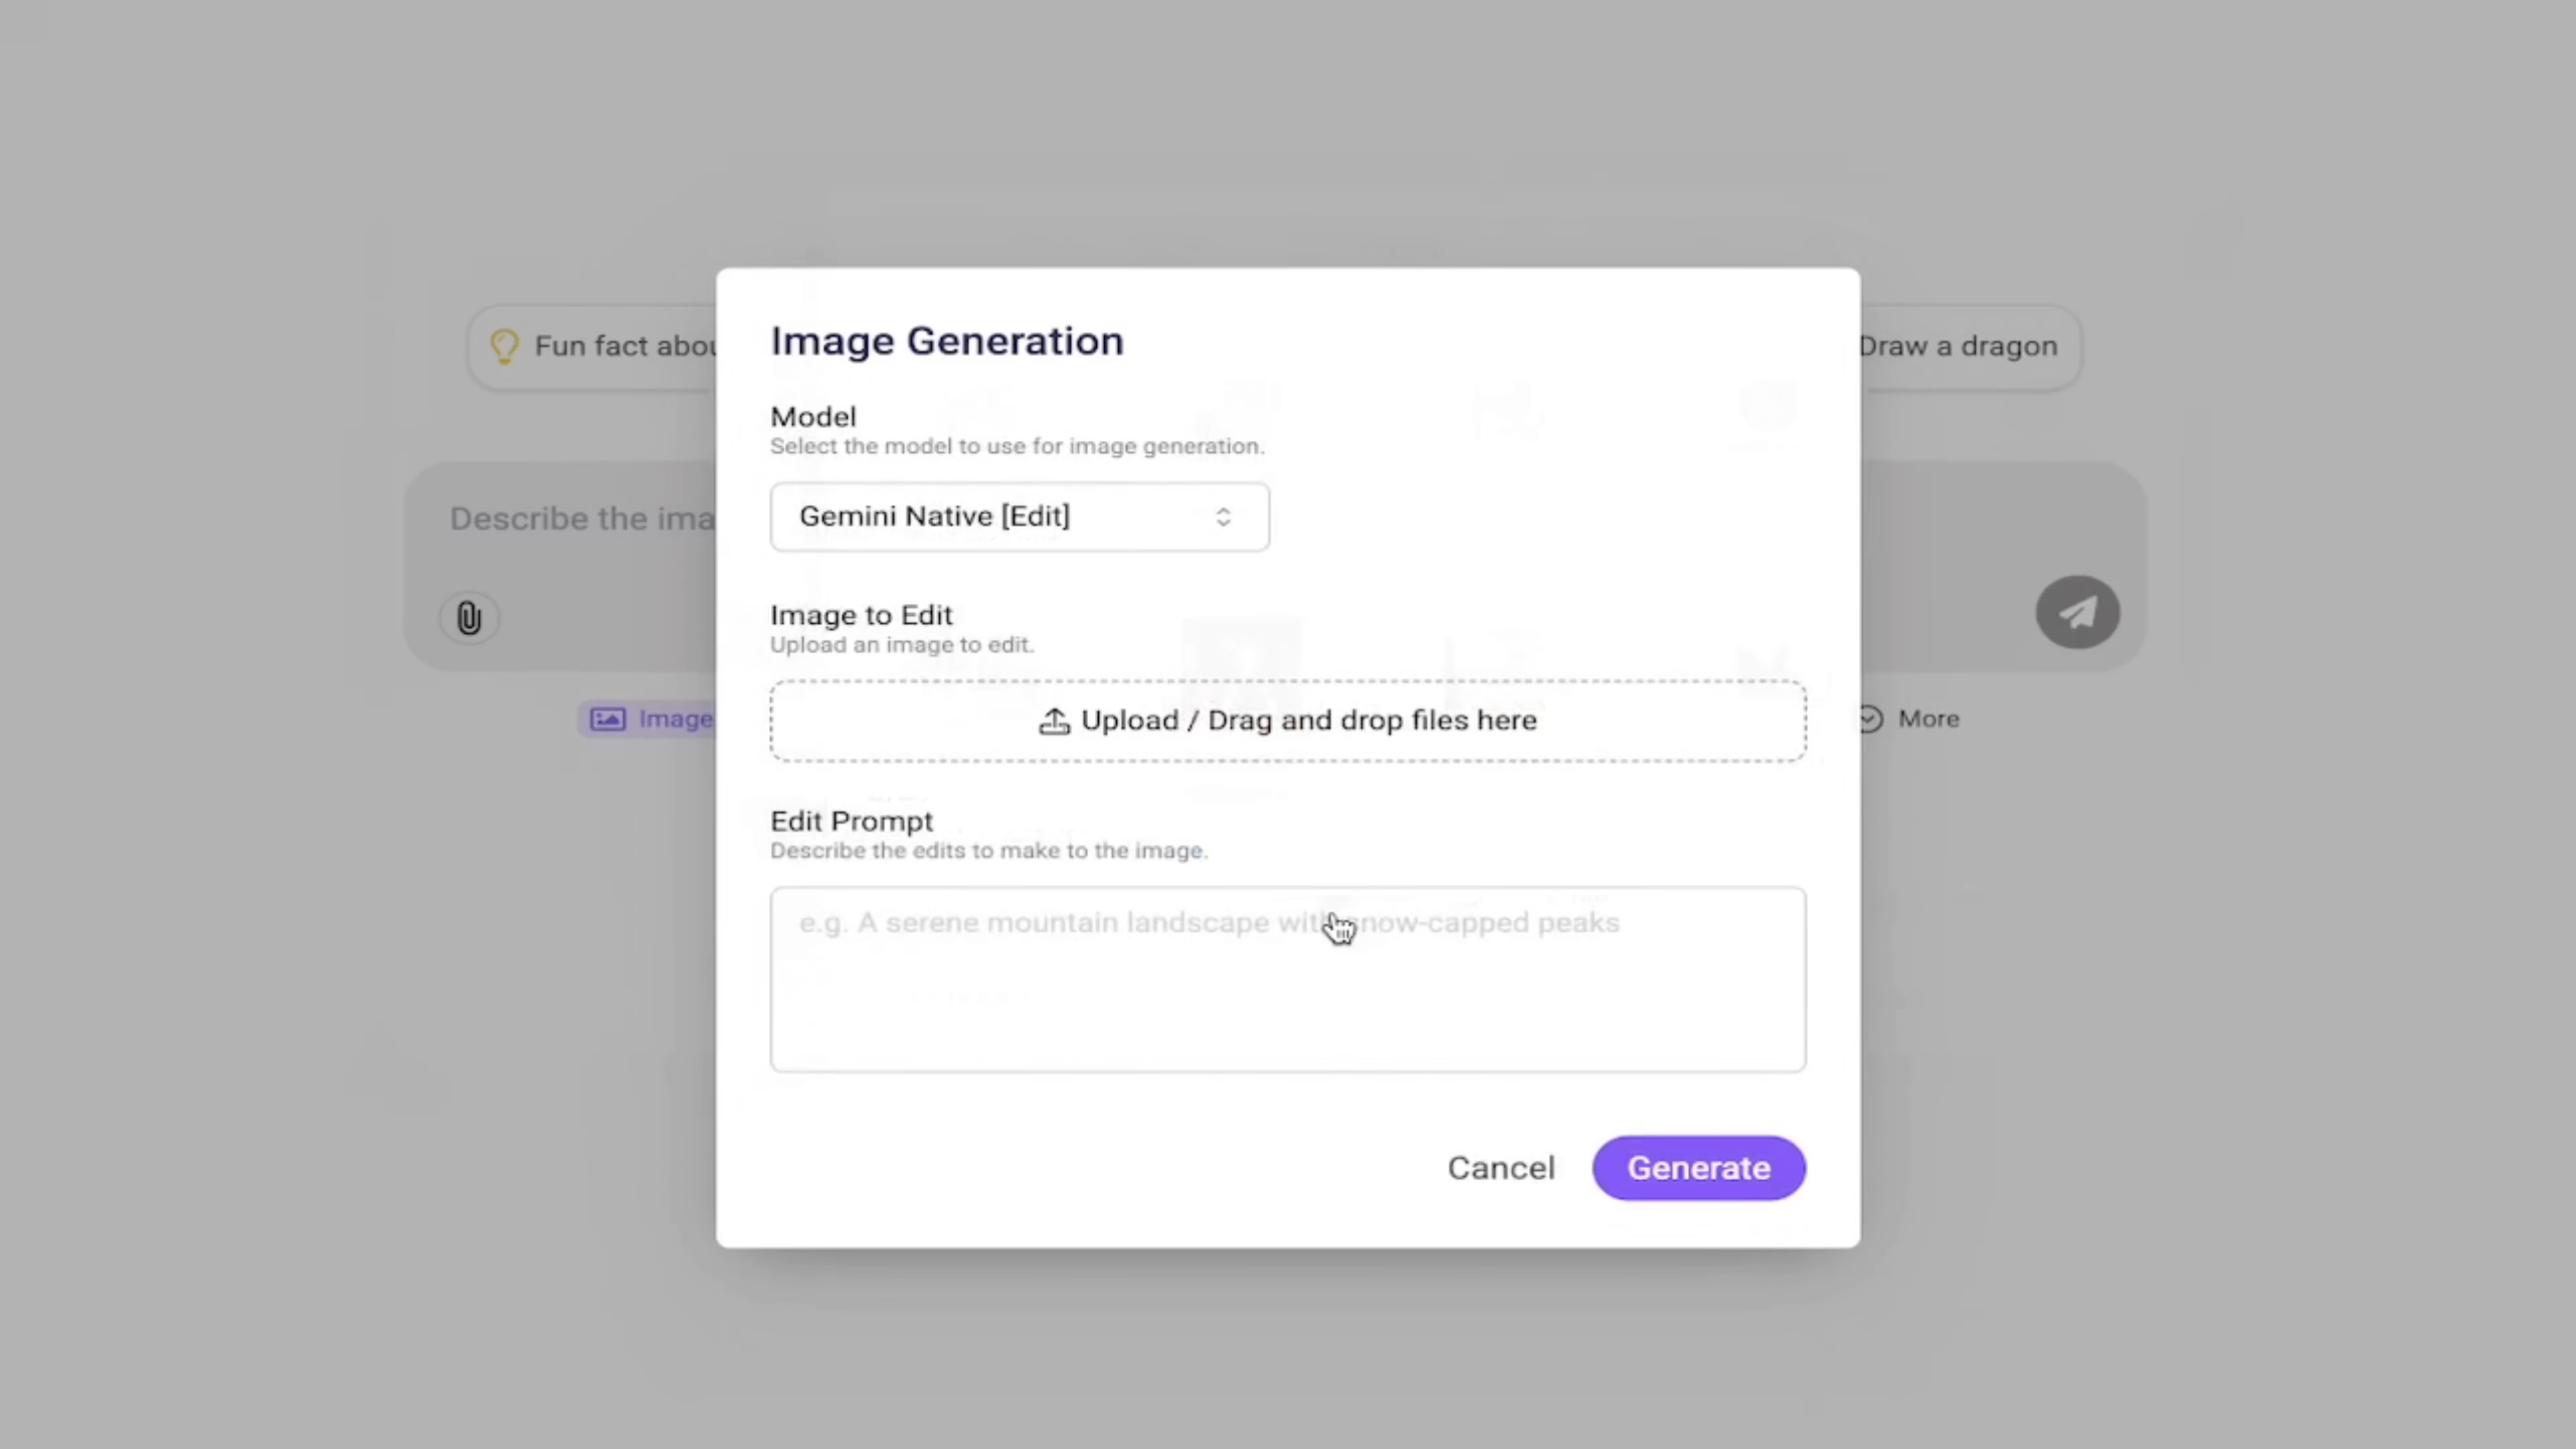 Image Generation
Fun fact abou
Draw a dragon
Model
Select the model to use for image generation.
Gemini Native [Edit]
Describe the ima
Image to Edit
Upload an image to edit.
Image
Upload / Drag and drop files here
More
Edit Prompt
Describe the edits to make to the image.
e.g. A serene mountain landscape with snow-capped peaks
Cancel
Generate